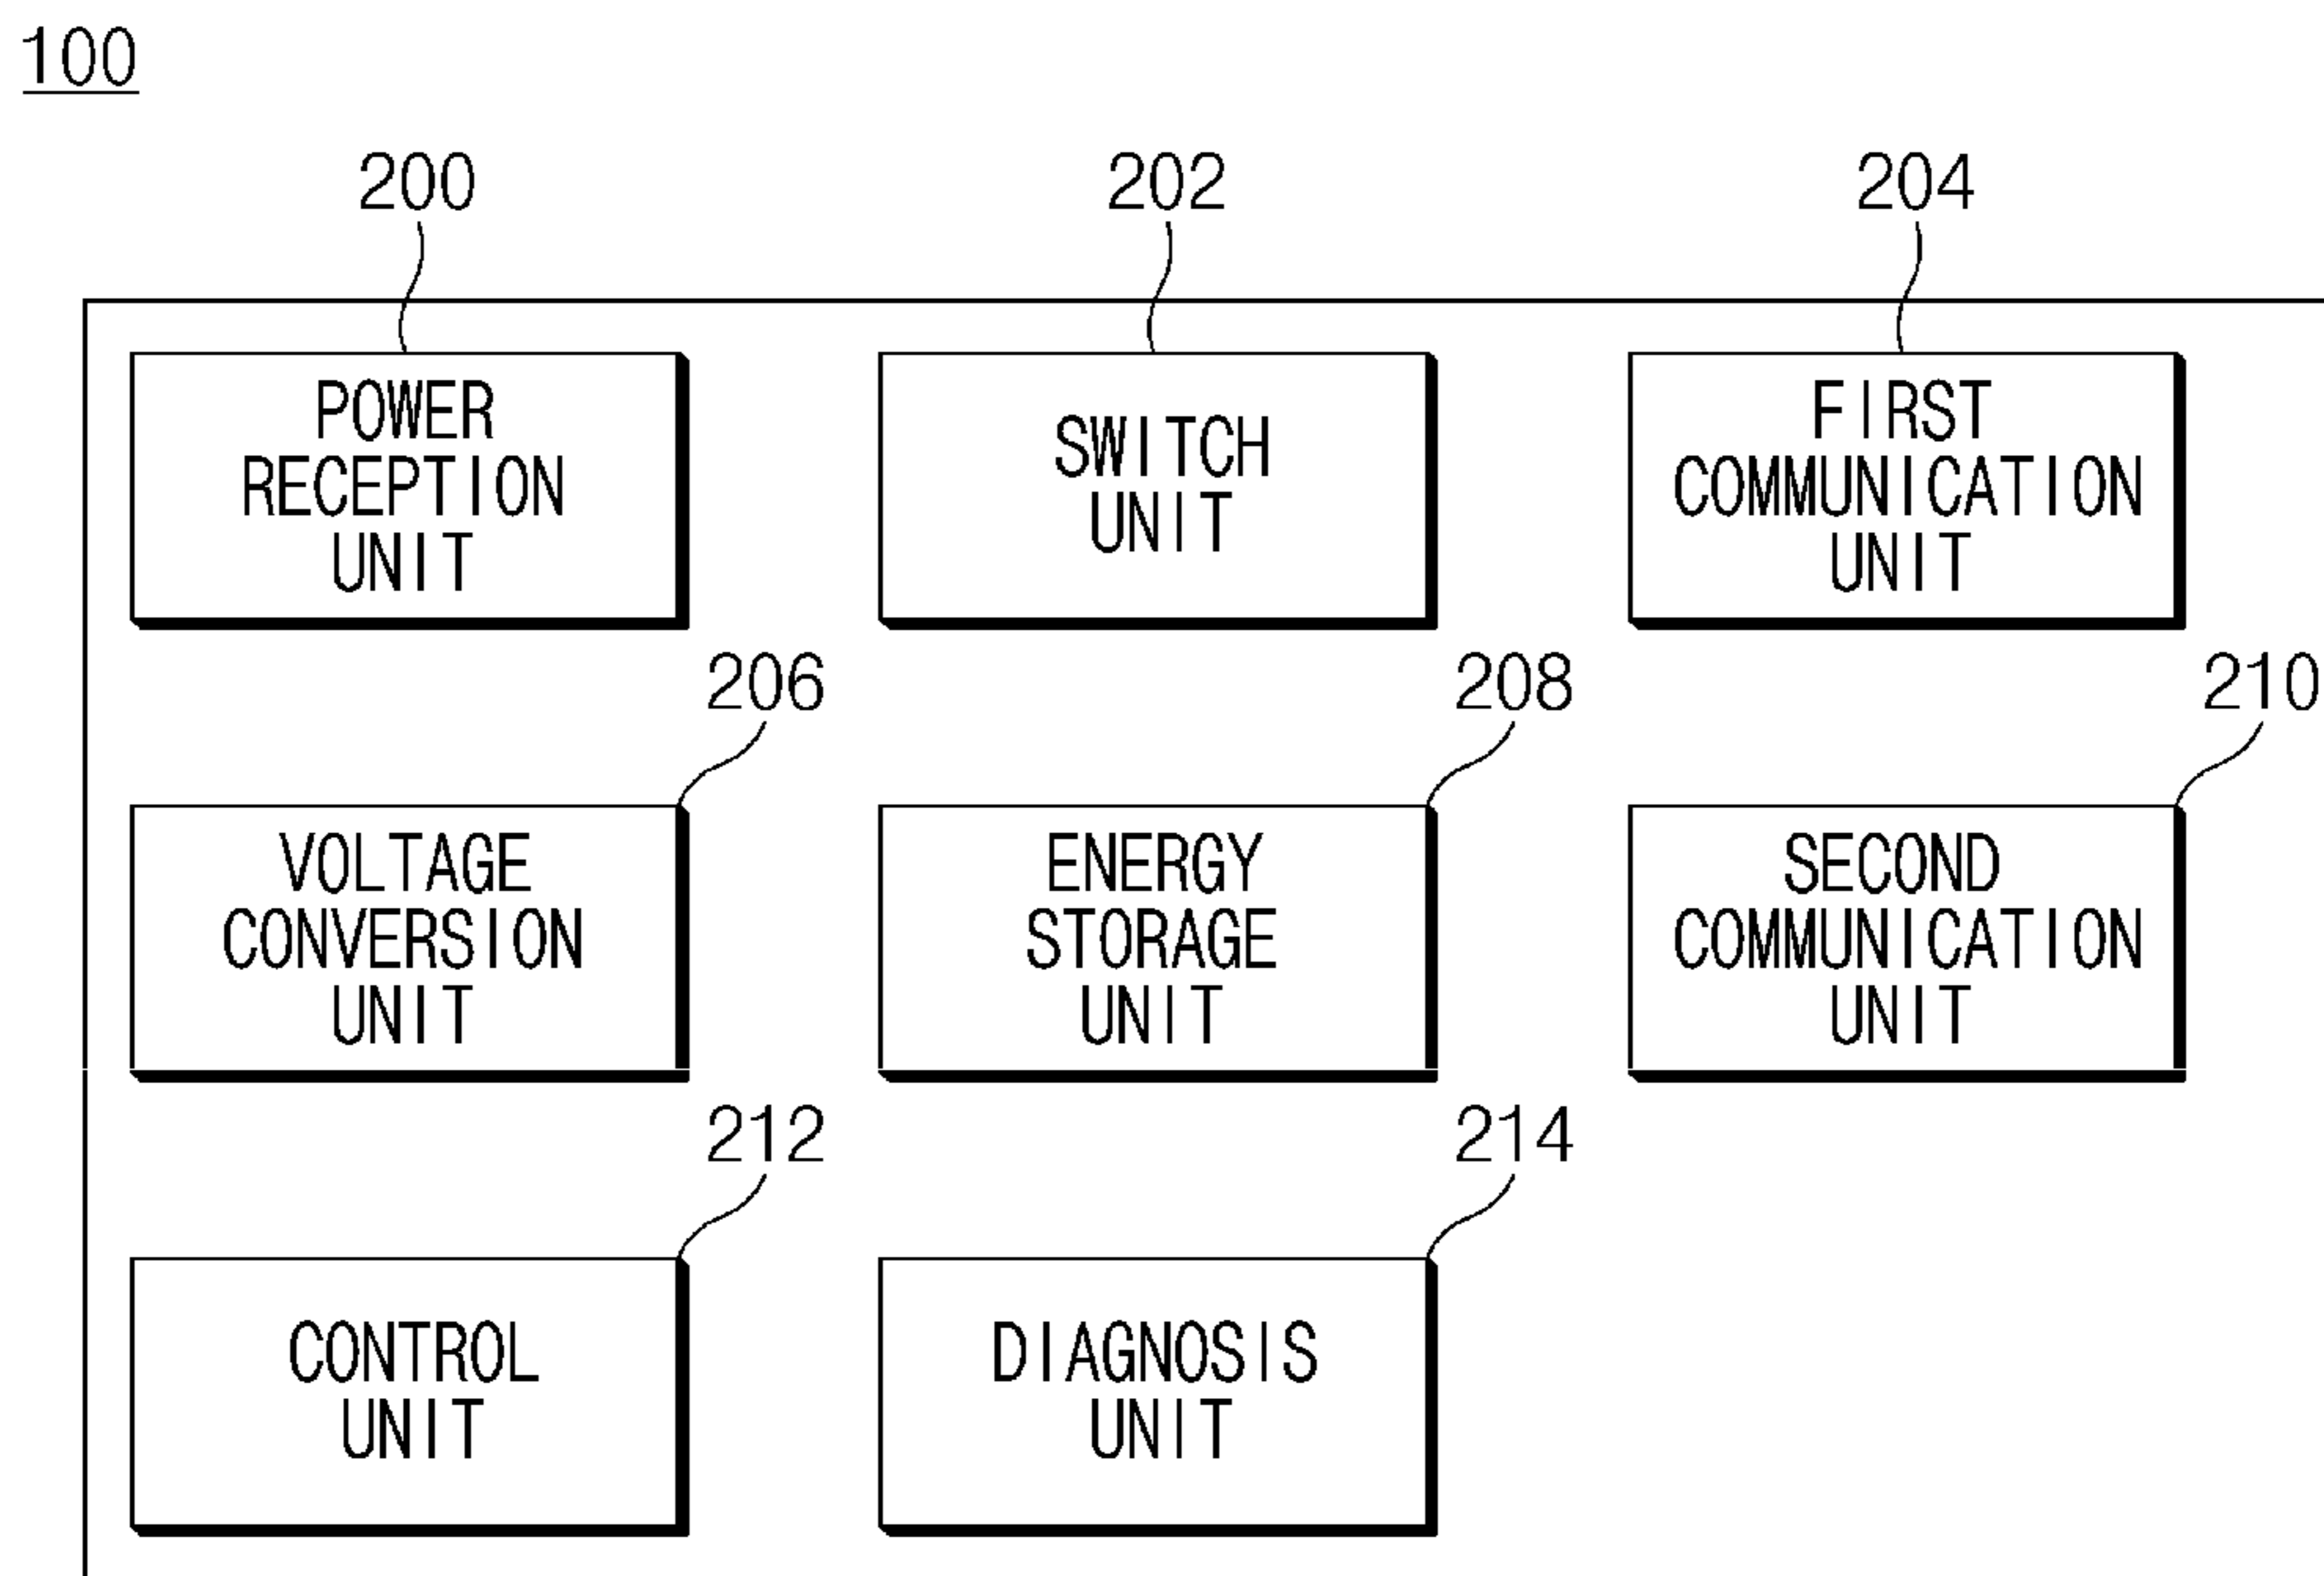 100
200
202
204
POWER
RECEPTION
UNIT
SWITCH
UNIT
FIRST
COMMUNICATION
UNIT
206
208
210
VOLTAGE
CONVERSION
UNIT
ENERGY
STORAGE
UNIT
SECOND
COMMUNICATION
UNIT
212
214
CONTROL
UNIT
DIAGNOSIS
UNIT